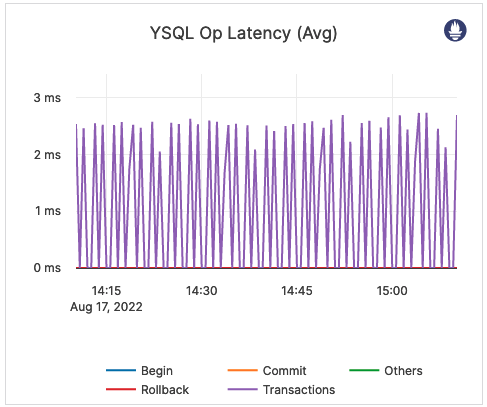 YSQL Op Latency (Avg)
3 ms
2 ms
1 ms
0 ms
14:15
14:30
14:45
15:00
Aug 17, 2022
Begin
Commit
Others
Rollback
Transactions